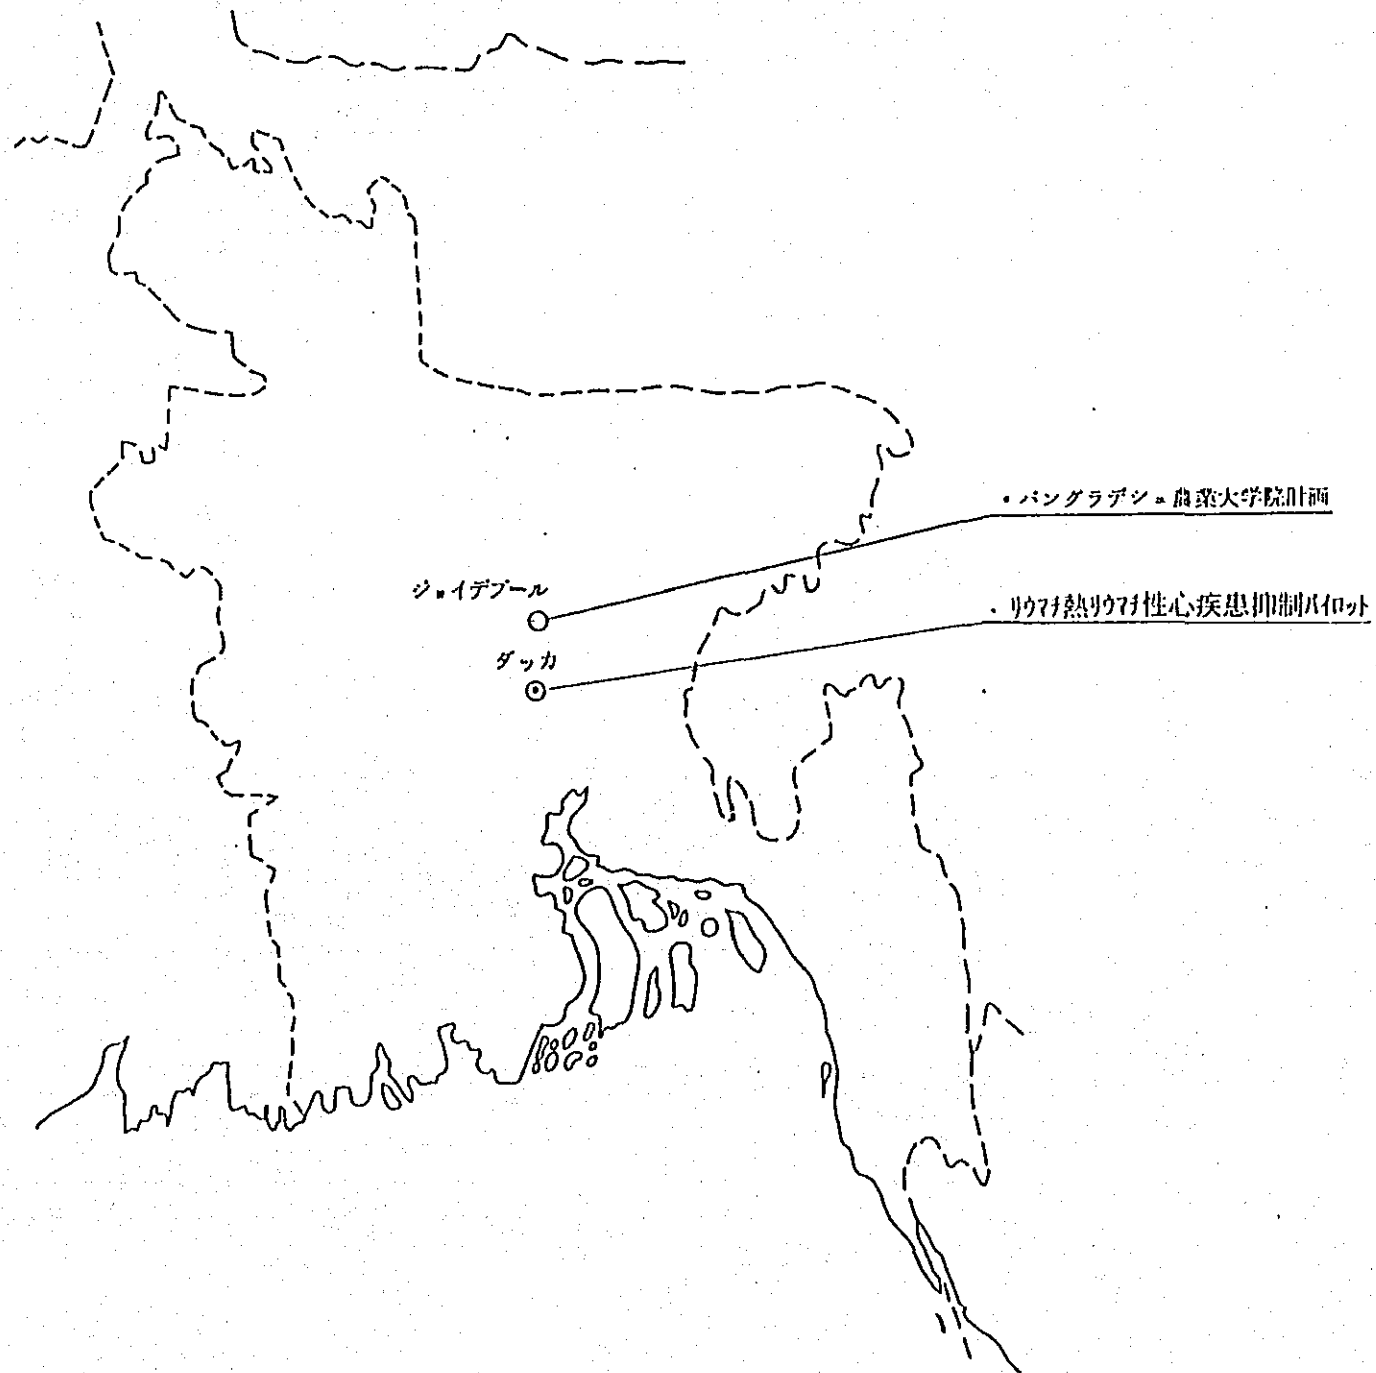 ・バングラデシュ農業大学院計画
ジョイデプール
・リウマチ熱リウマチ性心疾患抑制パイロット
ダッカ